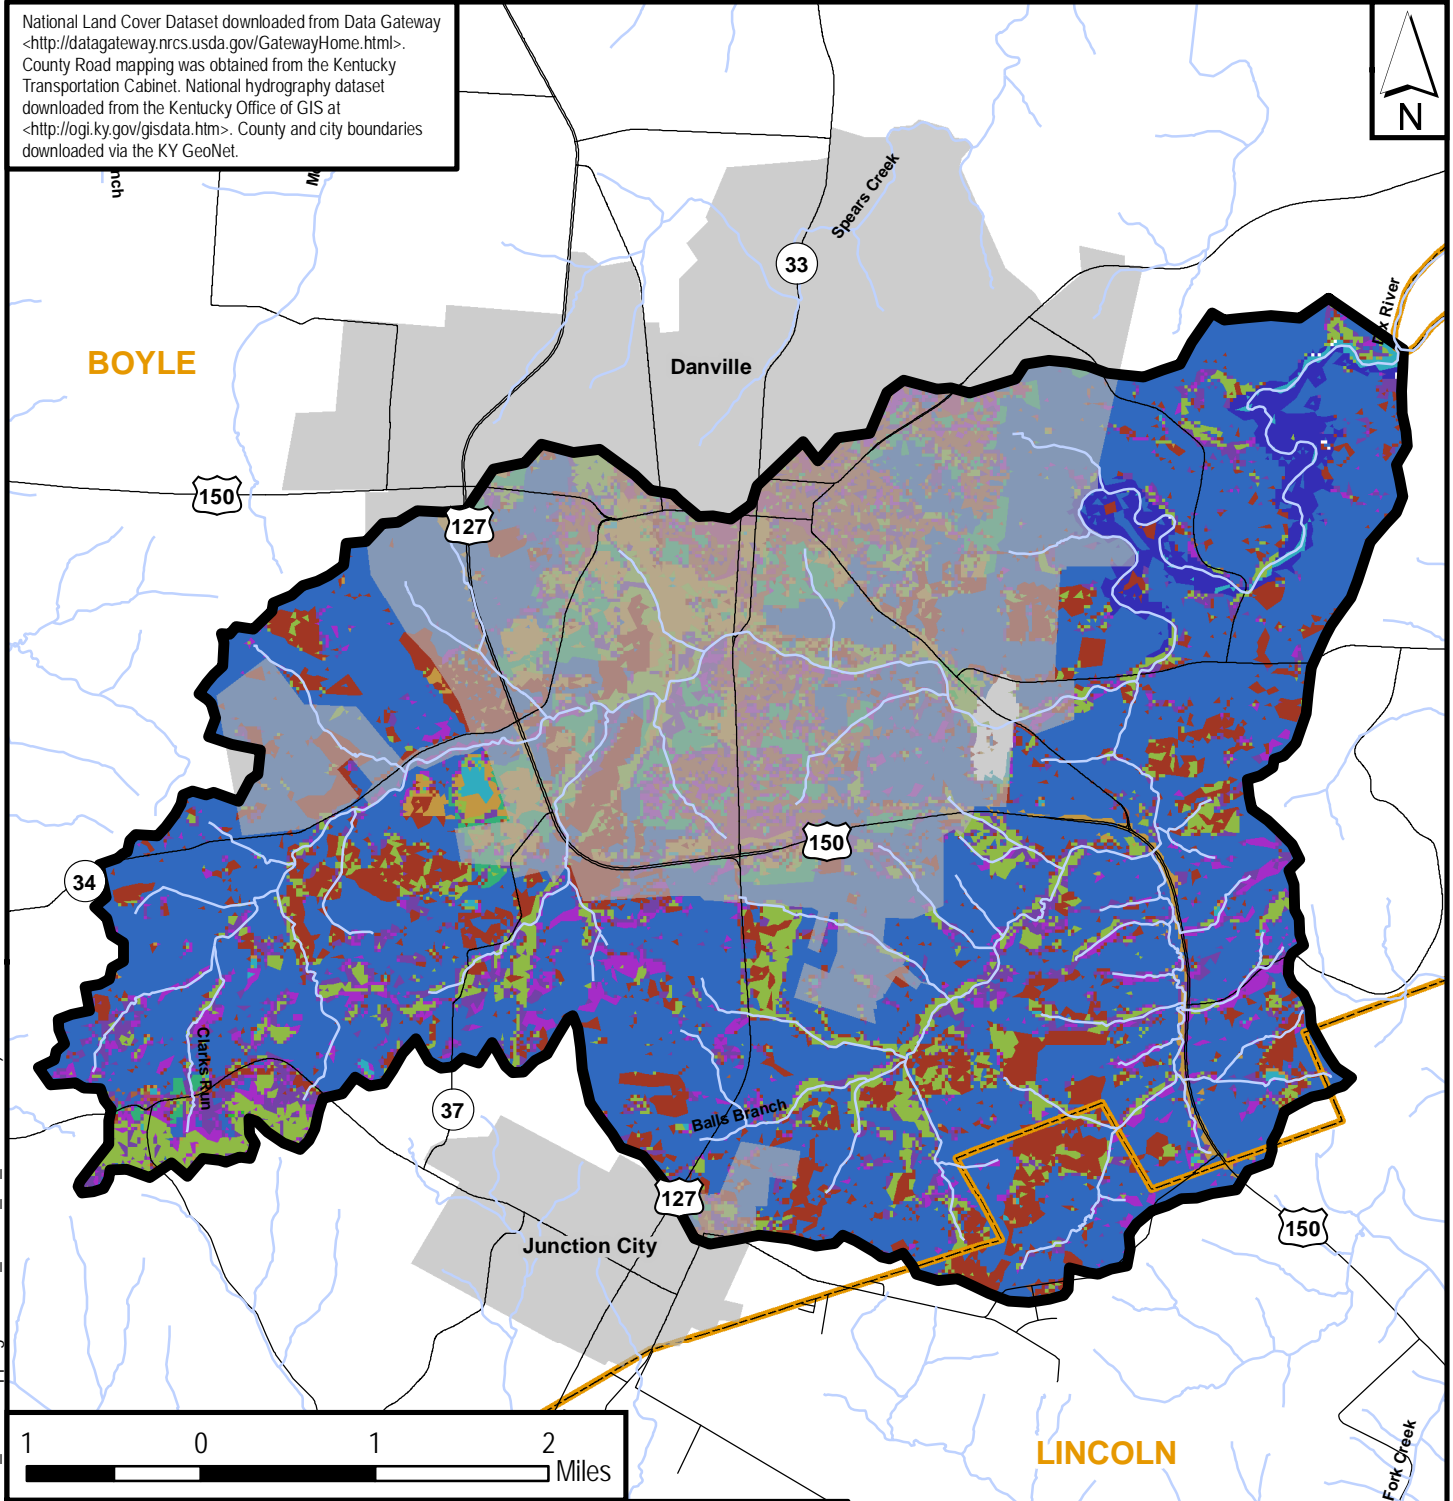 National Land Cover Dataset downloaded from Data Gateway
<http://datagateway.nrcs.usda.gov/GatewayHome.html>.
County Road mapping was obtained from the Kentucky
Transportation Cabinet. National hydrography dataset
downloaded from the Kentucky Office of GIS at
<http://ogi.ky.gov/gisdata.htm>. County and city boundaries
downloaded via the KY GeoNet.
N
Spears Creek
33
River
BOYLE
Danville
150
127
150
34
Clarks Run
37
Balls Branch
127
150
Junction City
LINCOLN
Fork Creek
1 0 1 2
Miles